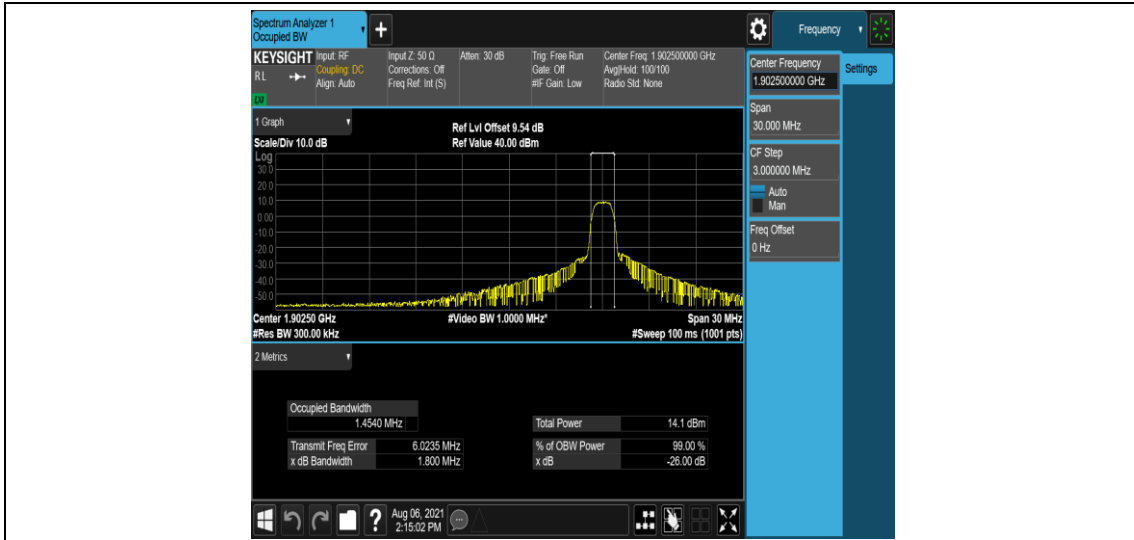 Spectrum Analyzer 1
Occupied BW
+
Frequency
KEYSIGHT Input: RF Input Z: 50 Ω Atten: 30 dB Trig: Free Run Center Freq: 1.902500000 GHz
RL Coupling: DC Corrections: Off Gate: Off Avg|Hold: 100/100
Align: Auto Freq Ref: Int (S) #IF Gain: Low Radio Std: None
Center Frequency
1.902500000 GHz
Settings
Span
30.000 MHz
CF Step
3.000000 MHz
Auto
Man
Freq Offset
0 Hz
1 Graph
Ref Lvl Offset 9.54 dB
Scale/Div 10.0 dB Ref Value 40.00 dBm
Log
30.0
20.0
10.0
0.00
-10.0
-20.0
-30.0
-40.0
-50.0
Center 1.90250 GHz #Video BW 1.0000 MHz* Span 30 MHz
#Res BW 300.00 kHz #Sweep 100 ms (1001 pts)
2 Metrics
Occupied Bandwidth
1.4540 MHz Total Power 14.1 dBm
Transmit Freq Error 6.0235 MHz % of OBW Power 99.00 %
x dB Bandwidth 1.800 MHz x dB -26.00 dB
? Aug 06, 2021
2:15:02 PM